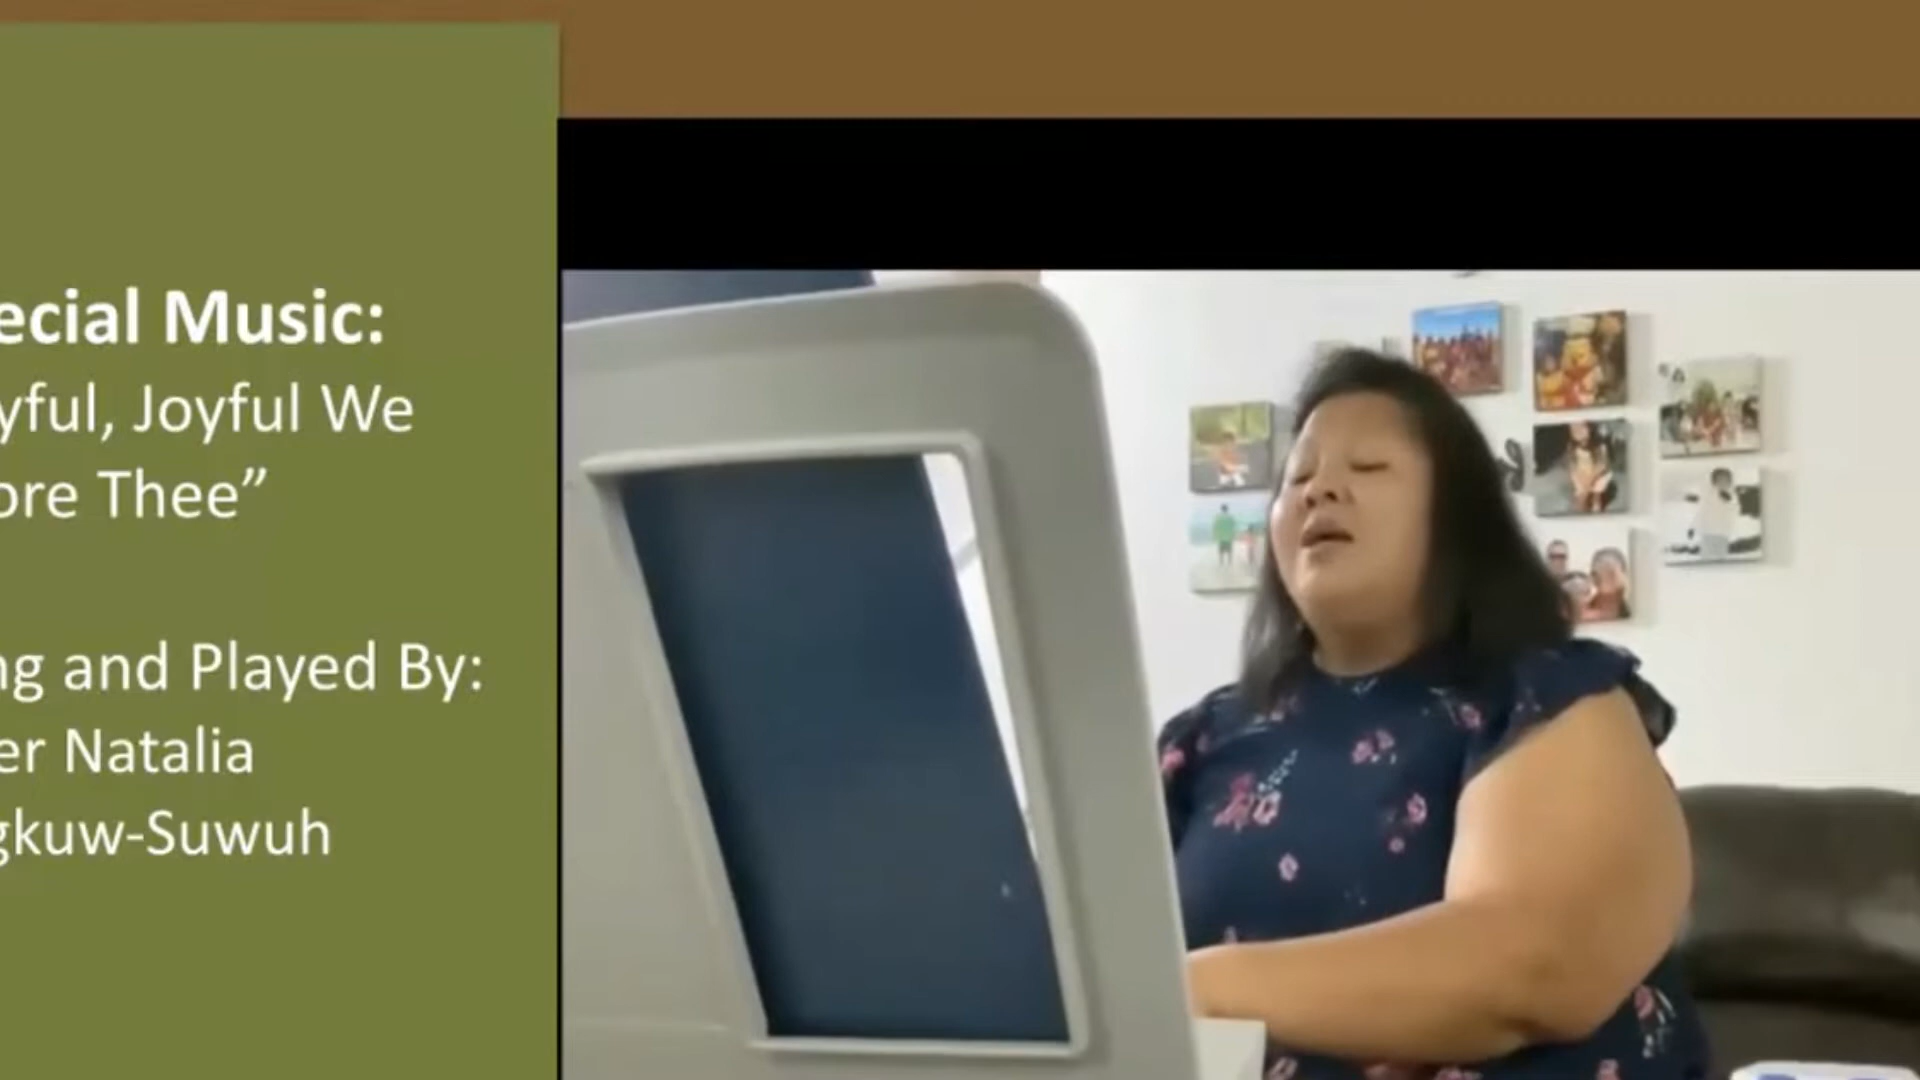 ecial Music:
yful, Joyful We
ore Thee”
ng and Played By:
er Natalia
gkuw-Suwuh